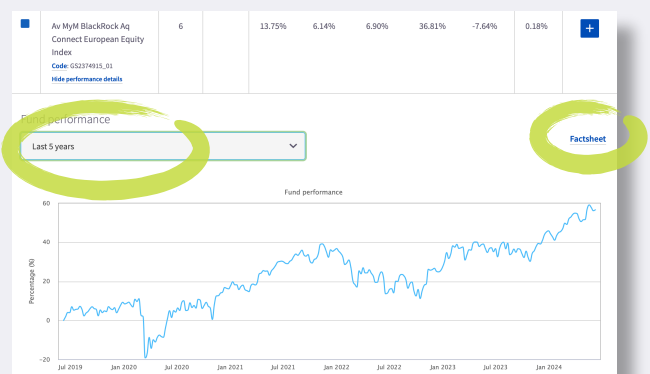 Av MyM BlackRock Aq
Connect European Equity
Index
6 13.75% 6.14% 6.90% 36.81% -7.64% 0.18% +
Code: GS2374915_01
Hide performance details
Fund performance
Last 5 years
Factsheet
Fund performance
Percentage (%)
60
40
20
0
-20
Jul 2019 Jan 2020 Jul 2020 Jan 2021 Jul 2021 Jan 2022 Jul 2022 Jan 2023 Jul 2023 Jan 2024